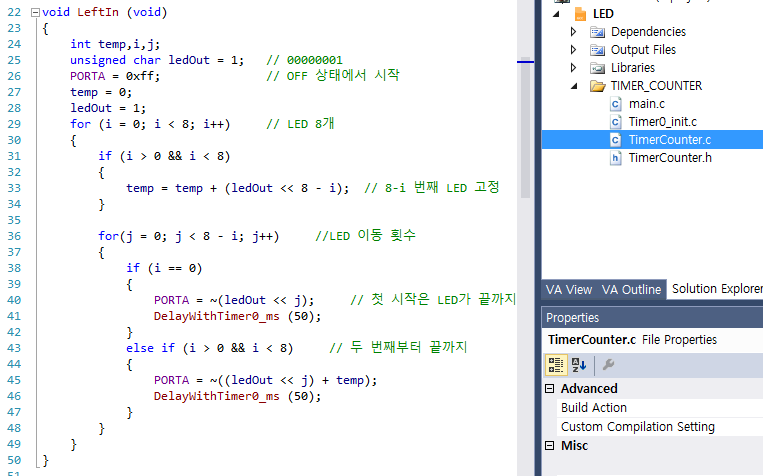 22 void LeftIn (void)
23 {
24 int temp,i,j;
25 unsigned char ledOut = 1; // 00000001
26 PORTA = 0xff; // OFF 상태에서 시작
27 temp = 0;
28 ledOut = 1;
29 for (i = 0; i < 8; i++) // LED 8개
30 {
31 if (i > 0 && i < 8)
32 {
33 temp = temp + (ledOut << 8 - i); // 8-i 번째 LED 고정
34 }
35
36 for(j = 0; j < 8 - i; j++) //LED 이동 횟수
37 {
38 if (i == 0)
39 {
40 PORTA = ~(ledOut << j); // 첫 시작은 LED가 끝까지
41 DelayWithTimer0_ms (50);
42 }
43 else if (i > 0 && i < 8) // 두 번째부터 끝까지
44 {
45 PORTA = ~((ledOut << j) + temp);
46 DelayWithTimer0_ms (50);
47 }
48 }
49 }
50 }
LED
Dependencies
Output Files
Libraries
TIMER_COUNTER
main.c
Timer0_init.c
TimerCounter.c
TimerCounter.h
VA View VA Outline Solution Explorer
Properties
TimerCounter.c File Properties
Advanced
Build Action
Custom Compilation Setting
Misc